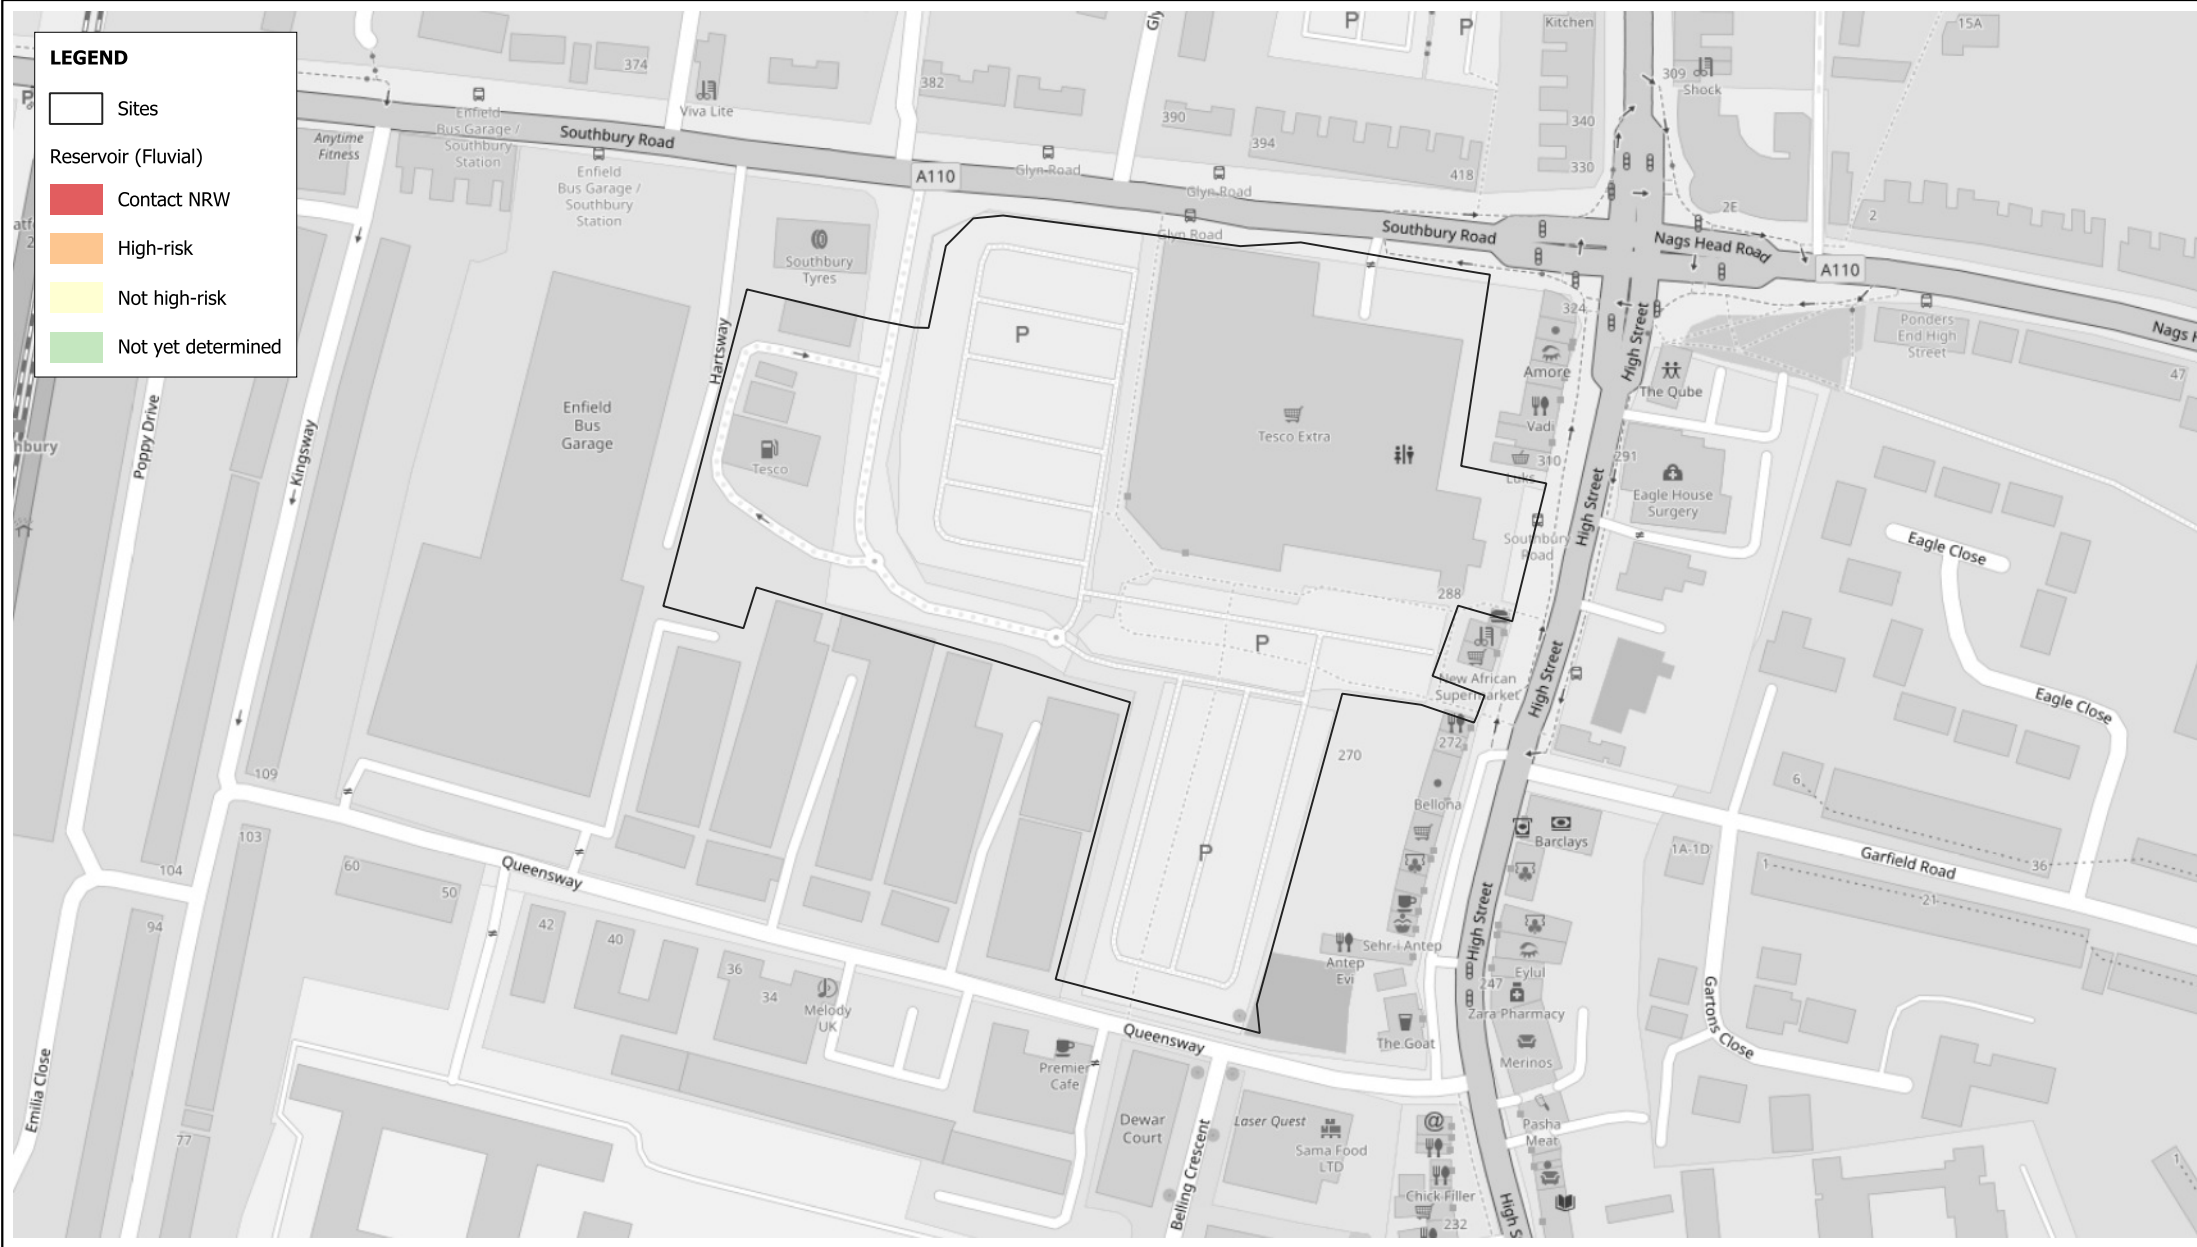 LEGEND
Sites
Reservoir (Fluvial)
Contact NRW
High-risk
Not high-risk
Not yet determined
Kitchen
P
P
15A
374
Viva Lite
382
309
Shock
P
Enfield
Bus Garage /
Southbury
Station
Southbury Road
Anytime
Fitness
390
394
340
330
418
Enfield
Bus Garage /
Southbury
Station
A110
Glyn Road
Glyn Road
Glyn Road
2E
2
Southbury Road
Nags Head Road
A110
Southbury
Tyres
324
High Street
Ponders
End High
Street
Nags H
P
Hartsway
Amore
The Qube
47
Enfield
Bus
Garage
Tesco Extra
Vadi
hbury
Poppy Drive
Kingsway
Tesco
310
Luks
291
Eagle House
Surgery
High Street
Southbury
Road
Eagle Close
288
P
New African
Supermarket
High Street
Eagle Close
272
270
109
6
Bellona
Barclays
103
104
60
50
Queensway
P
1A-1D
1
Garfield Road
36
21
94
42
40
36
34
Melody
UK
High Street
Sehr-i Antep
Antep
Evi
Eylul
247
Zara Pharmacy
Gartons Close
Queensway
Premier
Cafe
The Goat
Merinos
Emilia Close
77
Dewar
Court
Belling Crescent
Laser Quest
Sama Food
LTD
@
Pasha
Meat
Chick Filler
232
High S
1